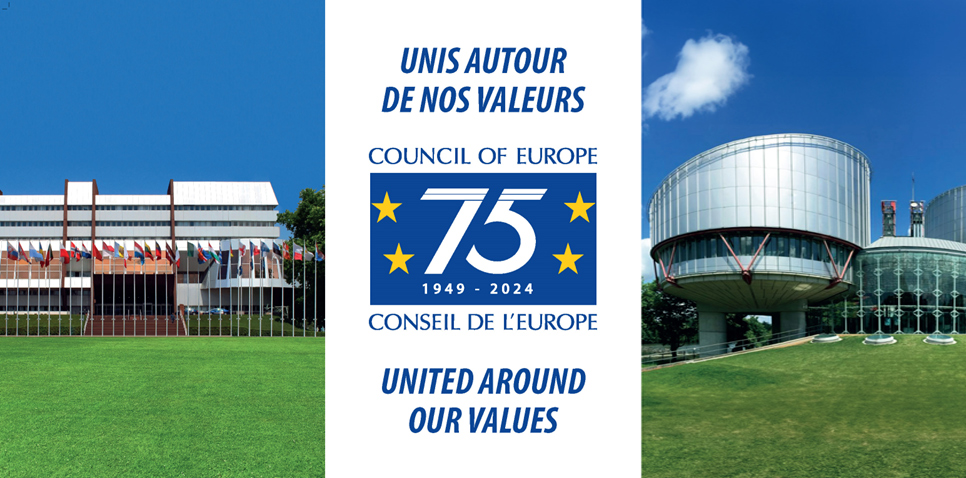 UNIS AUTOUR
DE NOS VALEURS
COUNCIL OF EUROPE
75
1949 - 2024
CONSEIL DE L'EUROPE
UNITED AROUND
OUR VALUES